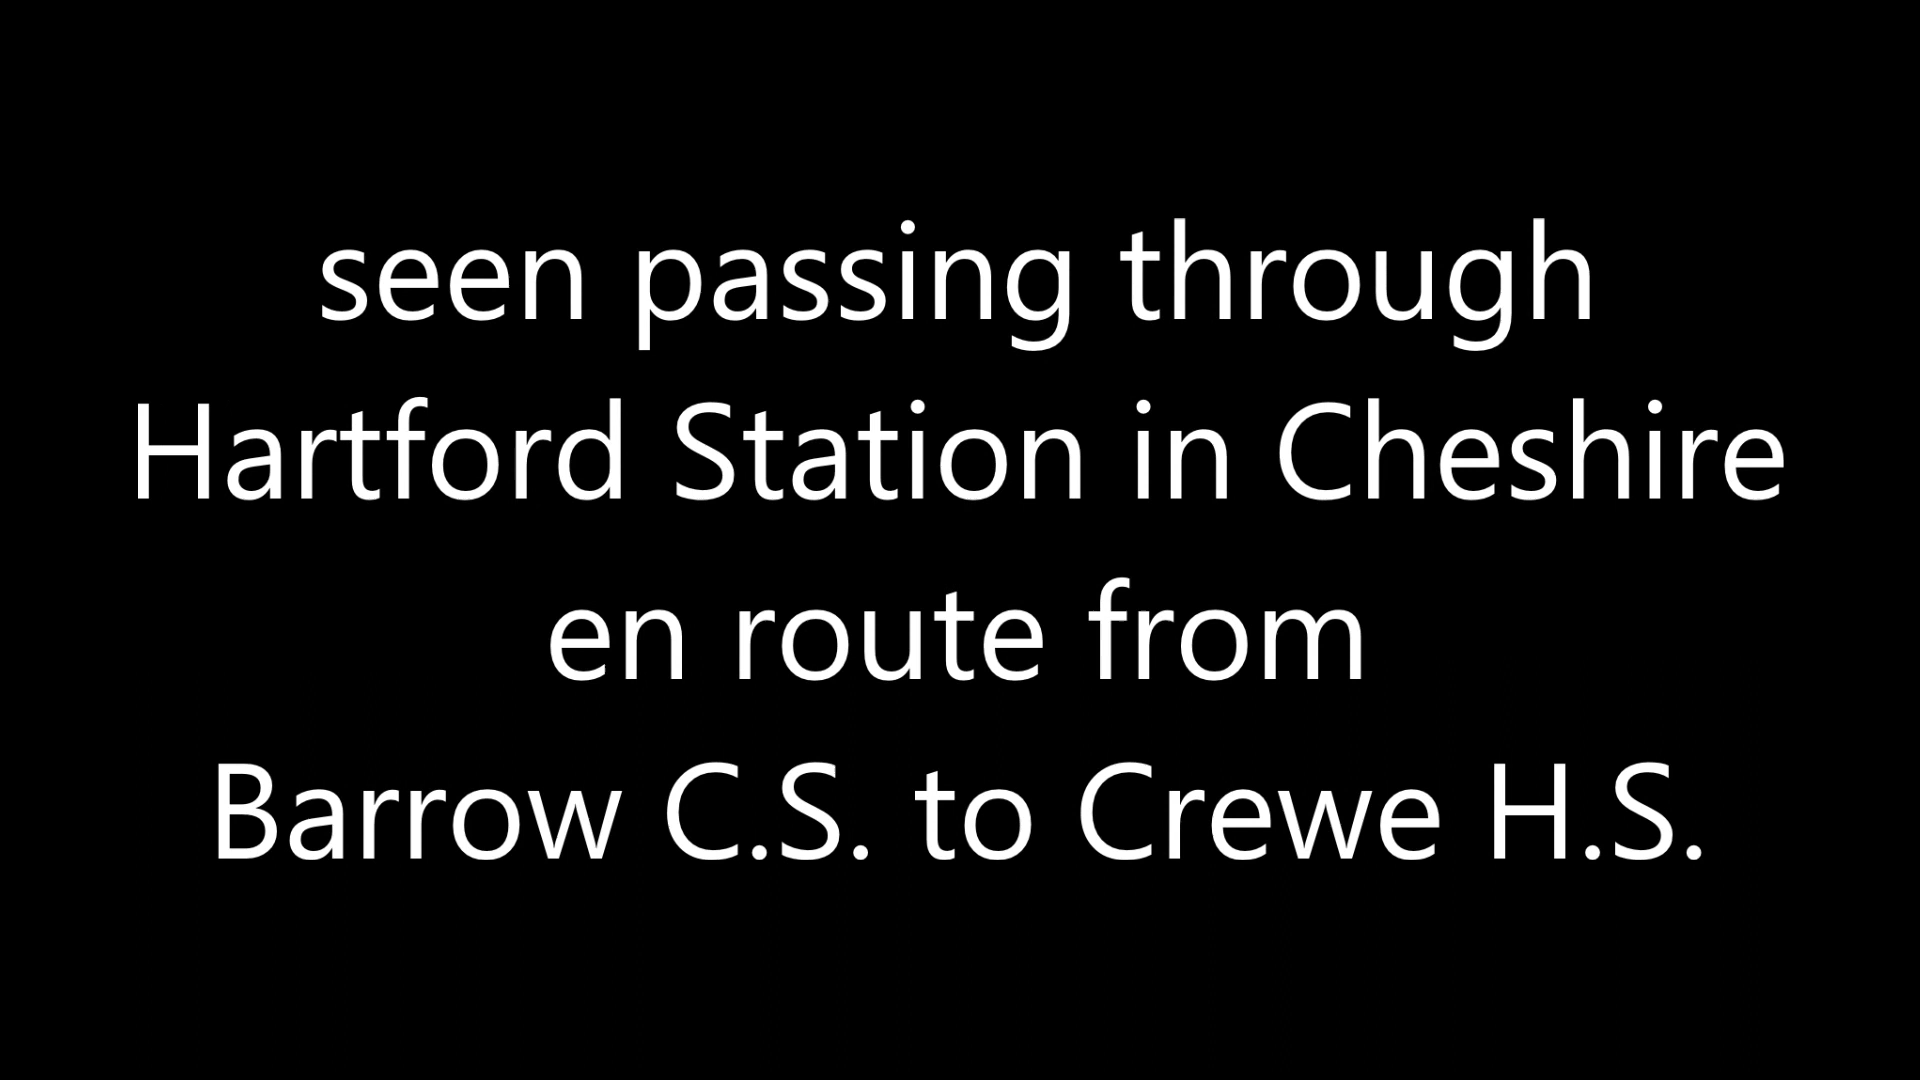 seen passing through
Hartford Station in Cheshire
en route from
Barrow C.S. to Crewe H.S.